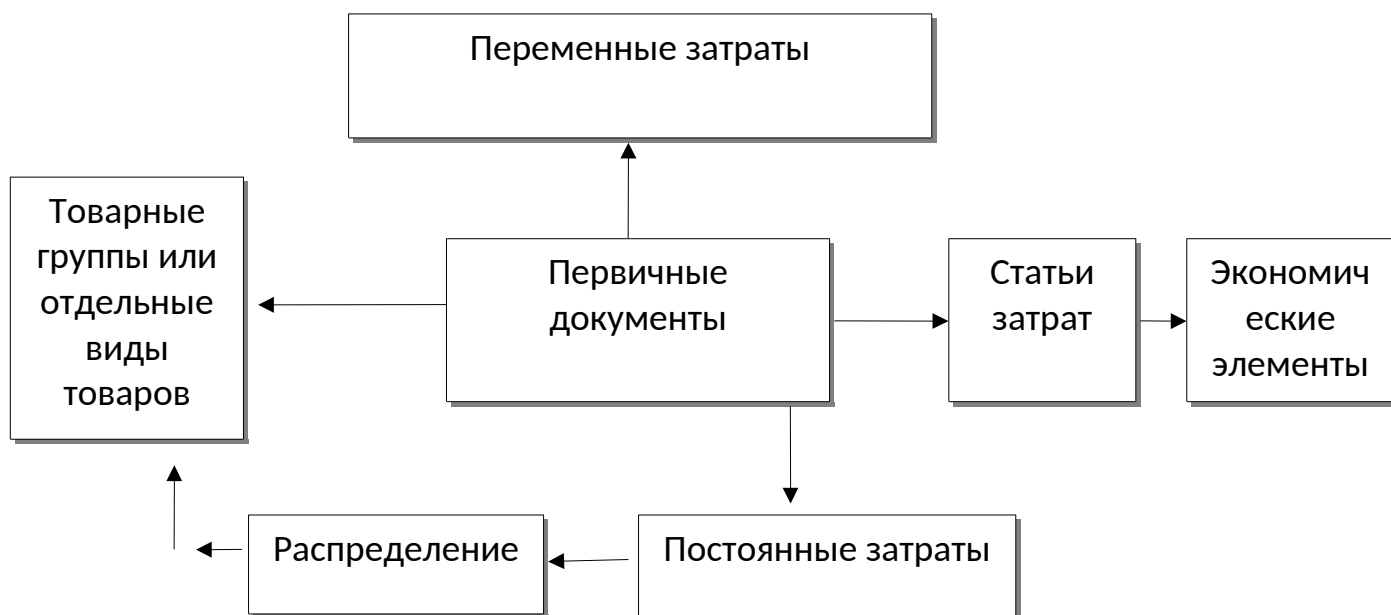 Переменные затраты
Товарные
группы или
отдельные
виды
товаров
Первичные
документы
Статьи
затрат
Экономич
еские
элементы
Распределение
Постоянные затраты